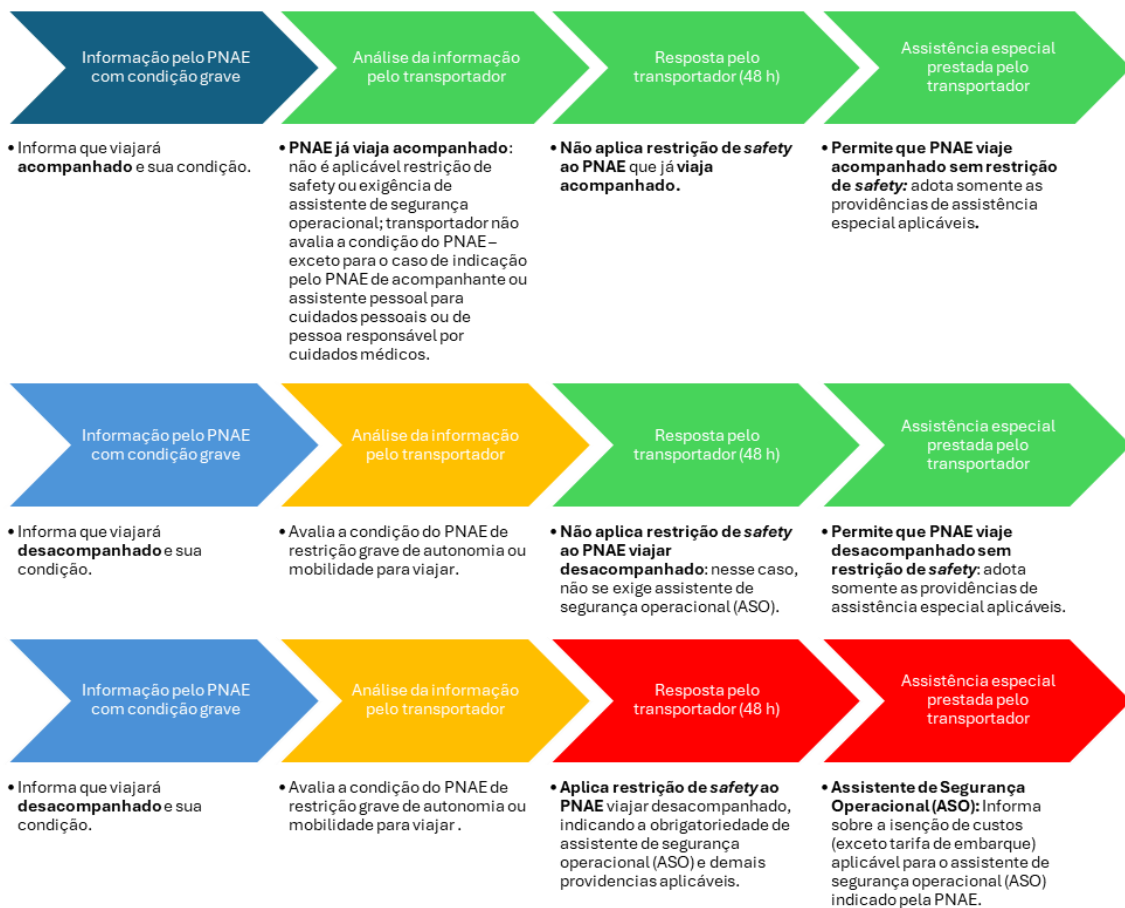 Informação pelo PNAE
com condição grave
Análise da informação
pelo transportador
Resposta pelo
transportador (48 h)
Assistência especial
prestada pelo
transportador
• Informa que viajará
acompanhado e sua condição.
• PNAE já viaja acompanhado:
não é aplicável restrição de
safety ou exigência de
assistente de segurança
operacional; transportador não
avalia a condição do PNAE –
exceto para o caso de indicação
pelo PNAE de acompanhante ou
assistente pessoal para
cuidados pessoais ou de
pessoa responsável por
cuidados médicos.
• Não aplica restrição de safety
ao PNAE que já viaja
acompanhado.
• Permite que PNAE viaje
acompanhado sem restrição
de safety: adota somente as
providências de assistência
especial aplicáveis.
Informação pelo PNAE
com condição grave
Análise da informação
pelo transportador
Resposta pelo
transportador (48 h)
Assistência especial
prestada pelo
transportador
• Informa que viajará
desacompanhado e sua
condição.
• Avalia a condição do PNAE de
restrição grave de autonomia ou
mobilidade para viajar.
• Não aplica restrição de safety
ao PNAE viajar
desacompanhado: nesse caso,
não se exige assistente de
segurança operacional (ASO).
• Permite que PNAE viaje
desacompanhado sem
restrição de safety: adota
somente as providências de
assistência especial aplicáveis.
Informação pelo PNAE
com condição grave
Análise da informação
pelo transportador
Resposta pelo
transportador (48 h)
Assistência especial
prestada pelo
transportador
• Informa que viajará
desacompanhado e sua
condição.
• Avalia a condição do PNAE de
restrição grave de autonomia ou
mobilidade para viajar .
• Aplica restrição de safety ao
PNAE viajar desacompanhado,
indicando a obrigatoriedade de
assistente de segurança
operacional (ASO) e demais
providencias aplicáveis.
• Assistente de Segurança
Operacional (ASO): Informa
sobre a isenção de custos
(exceto tarifa de embarque)
aplicável para o assistente de
segurança operacional (ASO)
indicado pela PNAE.